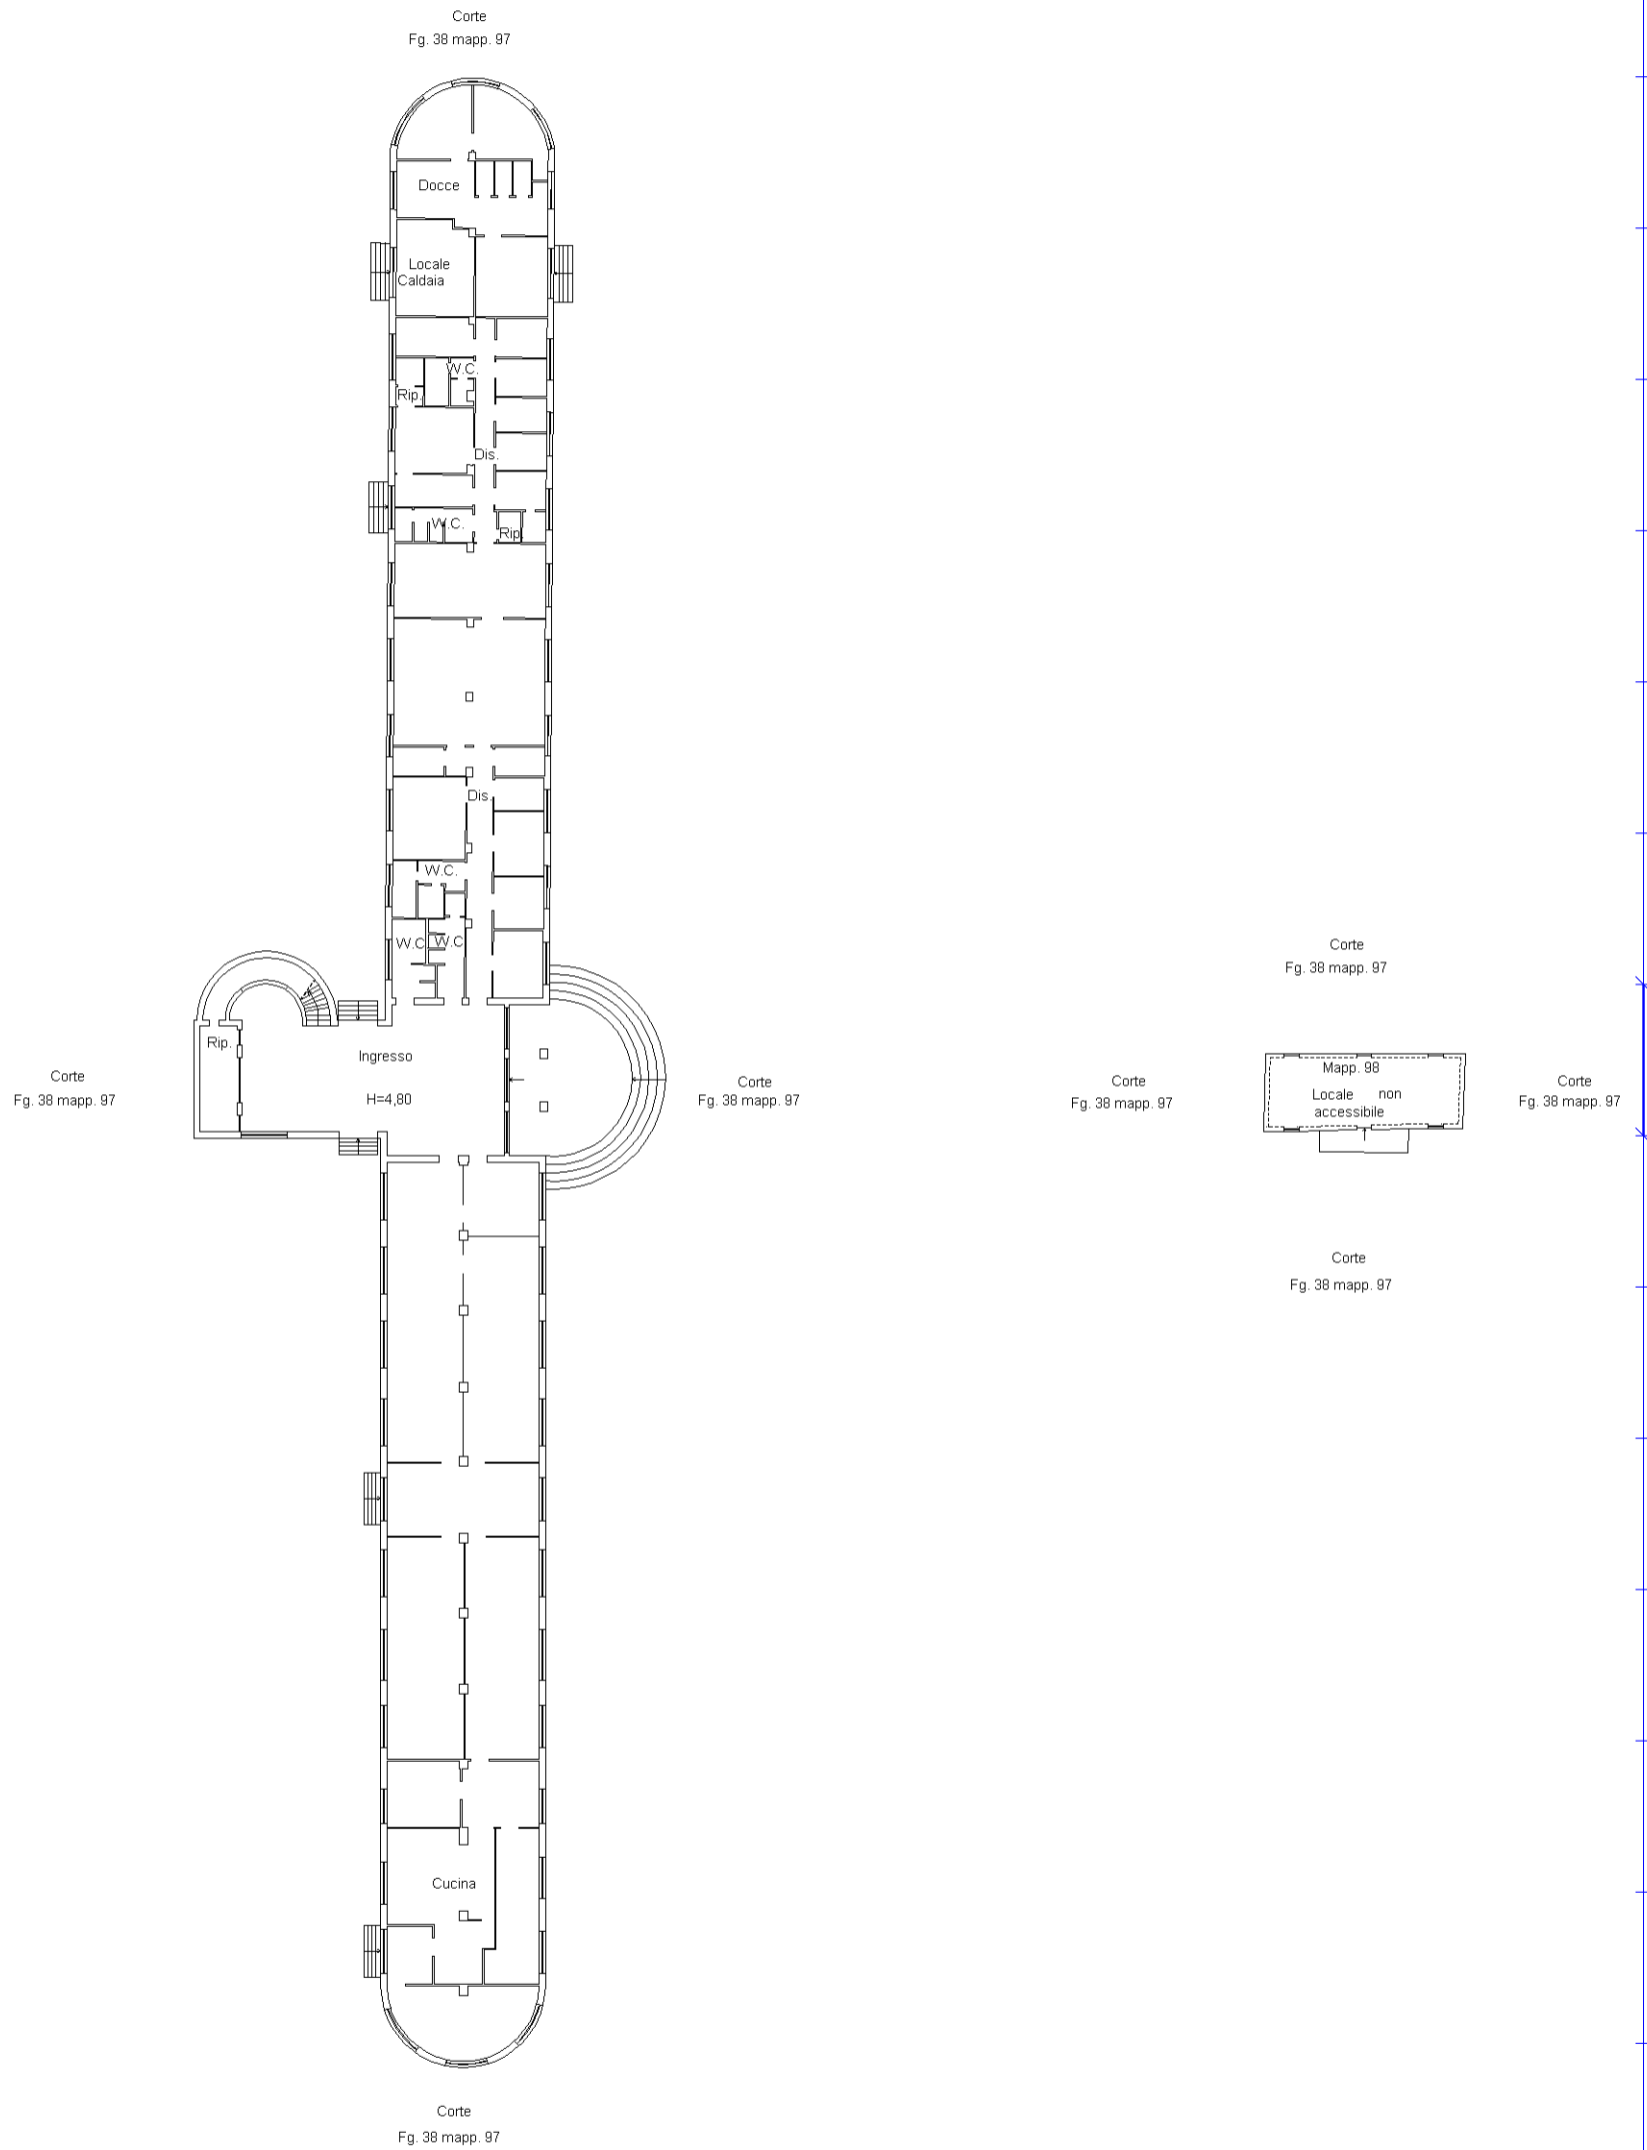 Corte
Fg. 38 mapp. 97
Docce
Locale
Caldaia
W.C.
Rip.
Dis.
W.C.
Rip.
Dis.
W.C.
W.C.
W.C.
Rip.
Ingresso
H=4,80
Corte
Fg. 38 mapp. 97
Corte
Fg. 38 mapp. 97
Corte
Fg. 38 mapp. 97
Corte
Fg. 38 mapp. 97
Mapp. 98
Locale non
accessibile
Corte
Fg. 38 mapp. 97
Corte
Fg. 38 mapp. 97
Cucina
Corte
Fg. 38 mapp. 97